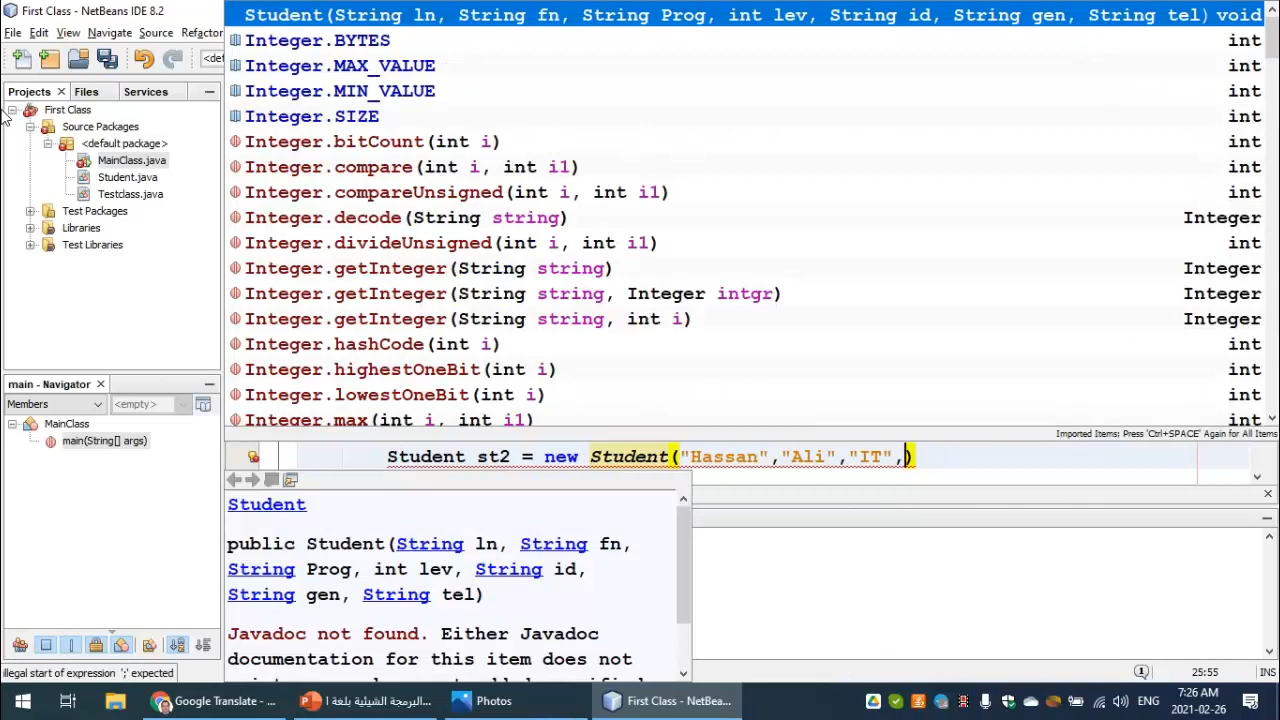 First Class - NetBeans IDE 8.2
File Edit View Navigate Source Refactor
Projects Files Services
First Class
Source Packages
<default package>
MainClass.java
Student.java
Testclass.java
Test Packages
Libraries
Test Libraries
main - Navigator
Members <empty>
MainClass
main(String[] args)
illegal start of expression ';' expected
Student(String ln, String fn, String Prog, int lev, String id, String gen, String tel) void
Integer.BYTES int
Integer.MAX_VALUE int
Integer.MIN_VALUE int
Integer.SIZE int
Integer.bitCount(int i) int
Integer.compare(int i, int i1) int
Integer.compareUnsigned(int i, int i1) int
Integer.decode(String string) Integer
Integer.divideUnsigned(int i, int i1) int
Integer.getInteger(String string) Integer
Integer.getInteger(String string, Integer intgr) Integer
Integer.getInteger(String string, int i) Integer
Integer.hashCode(int i) int
Integer.highestOneBit(int i) int
Integer.lowestOneBit(int i) int
Integer.max(int i, int i1) int
Imported Items; Press 'Ctrl+SPACE' Again for All Items
Student st2 = new Student("Hassan","Ali","IT",)
Student
public Student(String ln, String fn,
String Prog, int lev, String id,
String gen, String tel)
Javadoc not found. Either Javadoc
documentation for this item does not
25:55 INS
Google Translate - ...
البرمجة الشيئية بلغة ا...
Photos
First Class - NetBea...
ENG
7:26 AM
2021-02-26